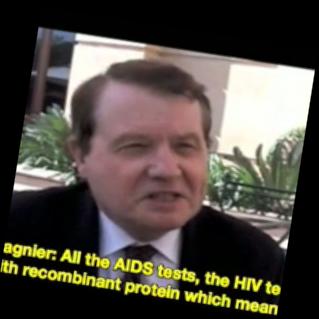 agnier: All the AIDS tests, the HIV te
ith recombinant protein which mean